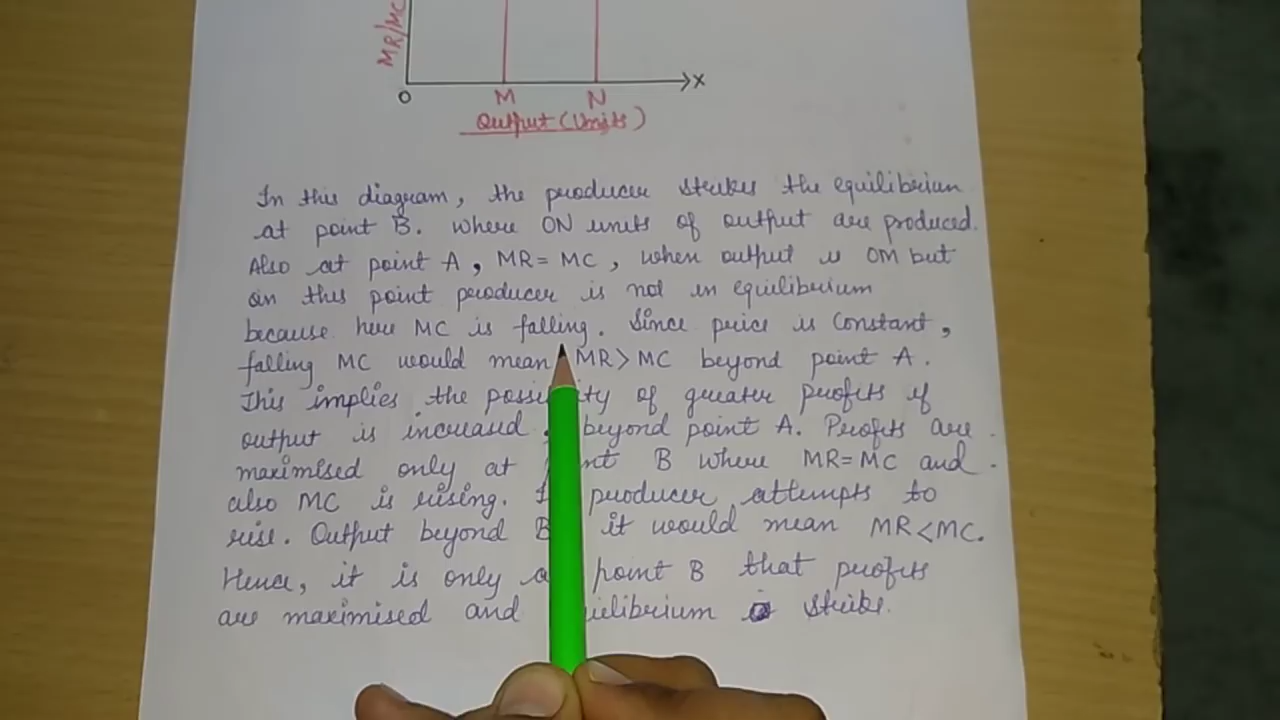 MR/MC
O M N X
Output (Units)
In this diagram, the producer strikes the equilibrium
at point B. where ON units of output are produced.
Also at point A, MR = MC, when output is OM but
on this point producer is not in equilibrium
because here MC is falling. Since price is Constant,
falling MC would mean MR > MC beyond point A.
This implies the possi ity of greater profits if
output is increased. beyond point A. Profits are
maximised only at nt B where MR = MC and
also MC is rising. producer attempts to
rise. Output beyond B it would mean MR < MC.
Hence, it is only a point B that profits
are maximised and uilibrium is strike.